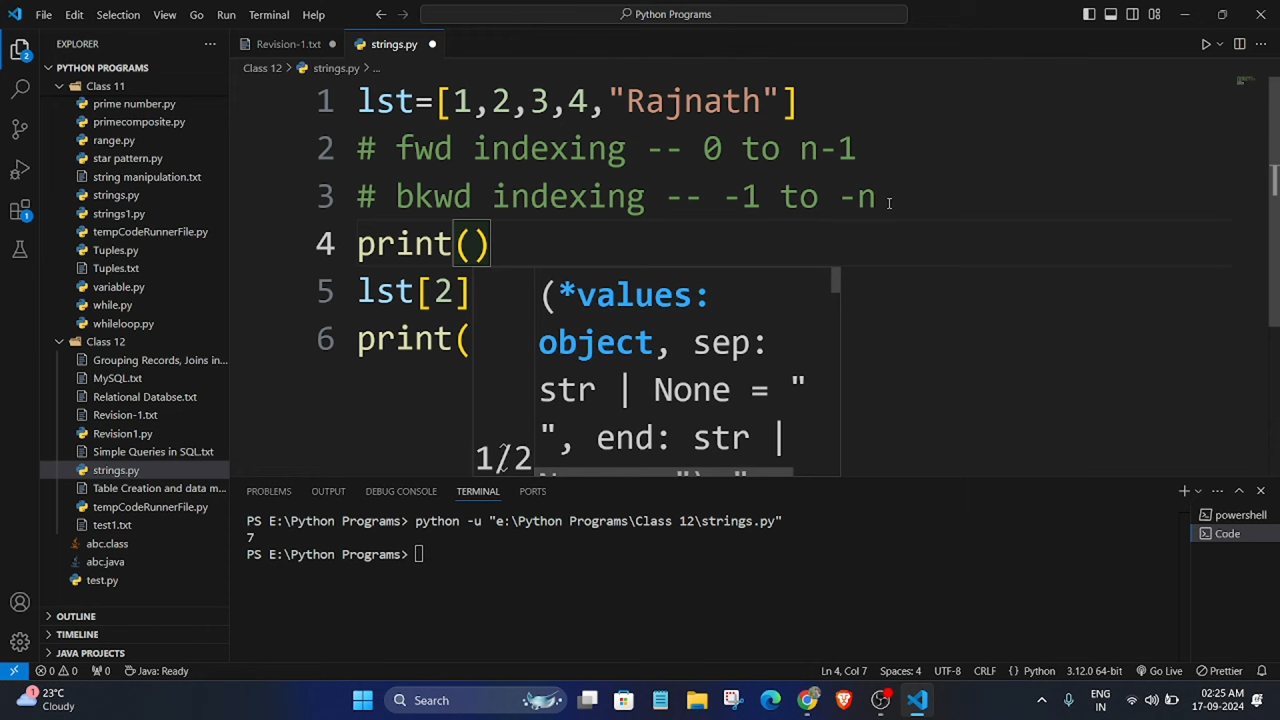 File Edit Selection View Go Run Terminal Help
Python Programs
EXPLORER
Revision-1.txt
strings.py
Class 12 > strings.py > ...
PYTHON PROGRAMS
Class 11
prime number.py
primecomposite.py
range.py
star pattern.py
string manipulation.txt
strings.py
strings1.py
tempCodeRunnerFile.py
Tuples.py
Tuples.txt
variable.py
while.py
whileloop.py
Class 12
Grouping Records, Joins in...
MySQL.txt
Relational Databse.txt
Revision-1.txt
Revision1.py
Simple Queries in SQL.txt
strings.py
Table Creation and data m...
tempCodeRunnerFile.py
test1.txt
abc.class
abc.java
test.py
OUTLINE
TIMELINE
JAVA PROJECTS
2
1
1 lst=[1,2,3,4,"Rajnath"]
2 # fwd indexing -- 0 to n-1
3 # bkwd indexing -- -1 to -n
4 print()
5 lst[2]
6 print(
(*values:
object, sep:
str | None = "
", end: str |
1/2
PROBLEMS OUTPUT DEBUG CONSOLE TERMINAL PORTS
PS E:\Python Programs> python -u "e:\Python Programs\Class 12\strings.py"
7
PS E:\Python Programs>
powershell
Code
0 0 0 Java: Ready
Ln 4, Col 7 Spaces: 4 UTF-8 CRLF {} Python 3.12.0 64-bit Go Live Prettier
1
23°C
Cloudy
Search
ENG
IN
02:25 AM
17-09-2024